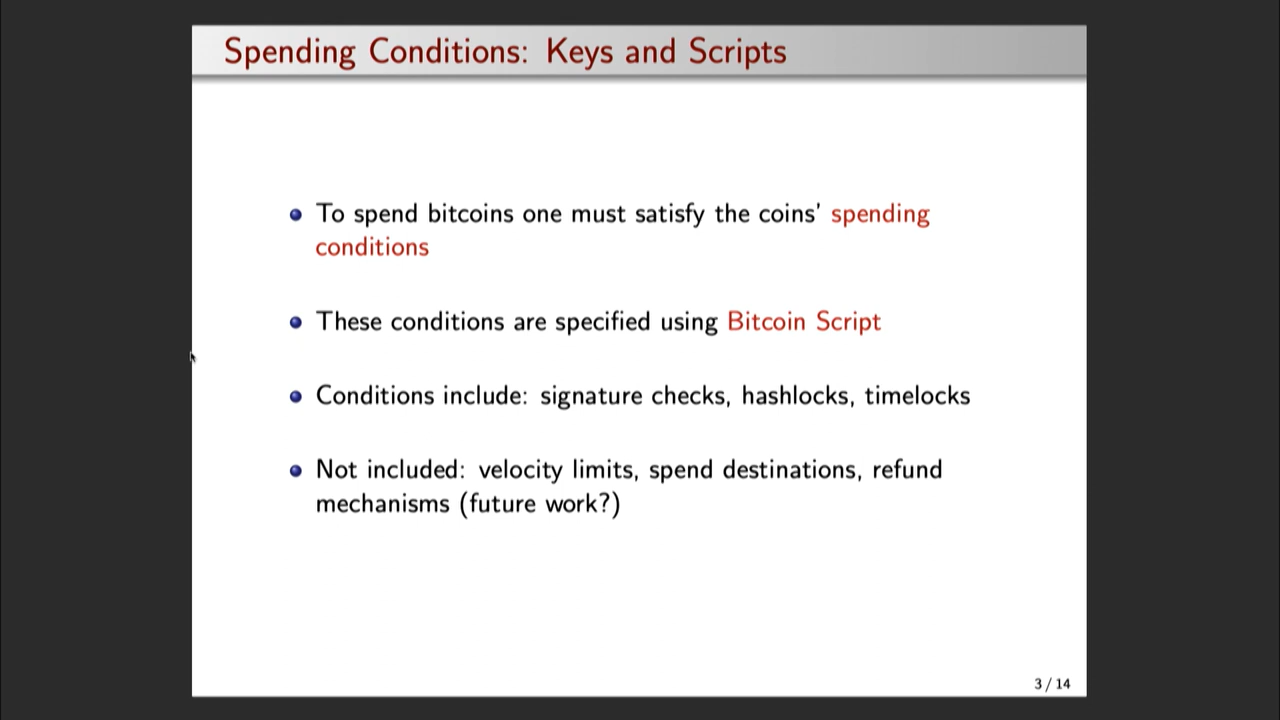 Spending Conditions: Keys and Scripts
To spend bitcoins one must satisfy the coins' spending
conditions
These conditions are specified using Bitcoin Script
Conditions include: signature checks, hashlocks, timelocks
Not included: velocity limits, spend destinations, refund
mechanisms (future work?)
3 / 14